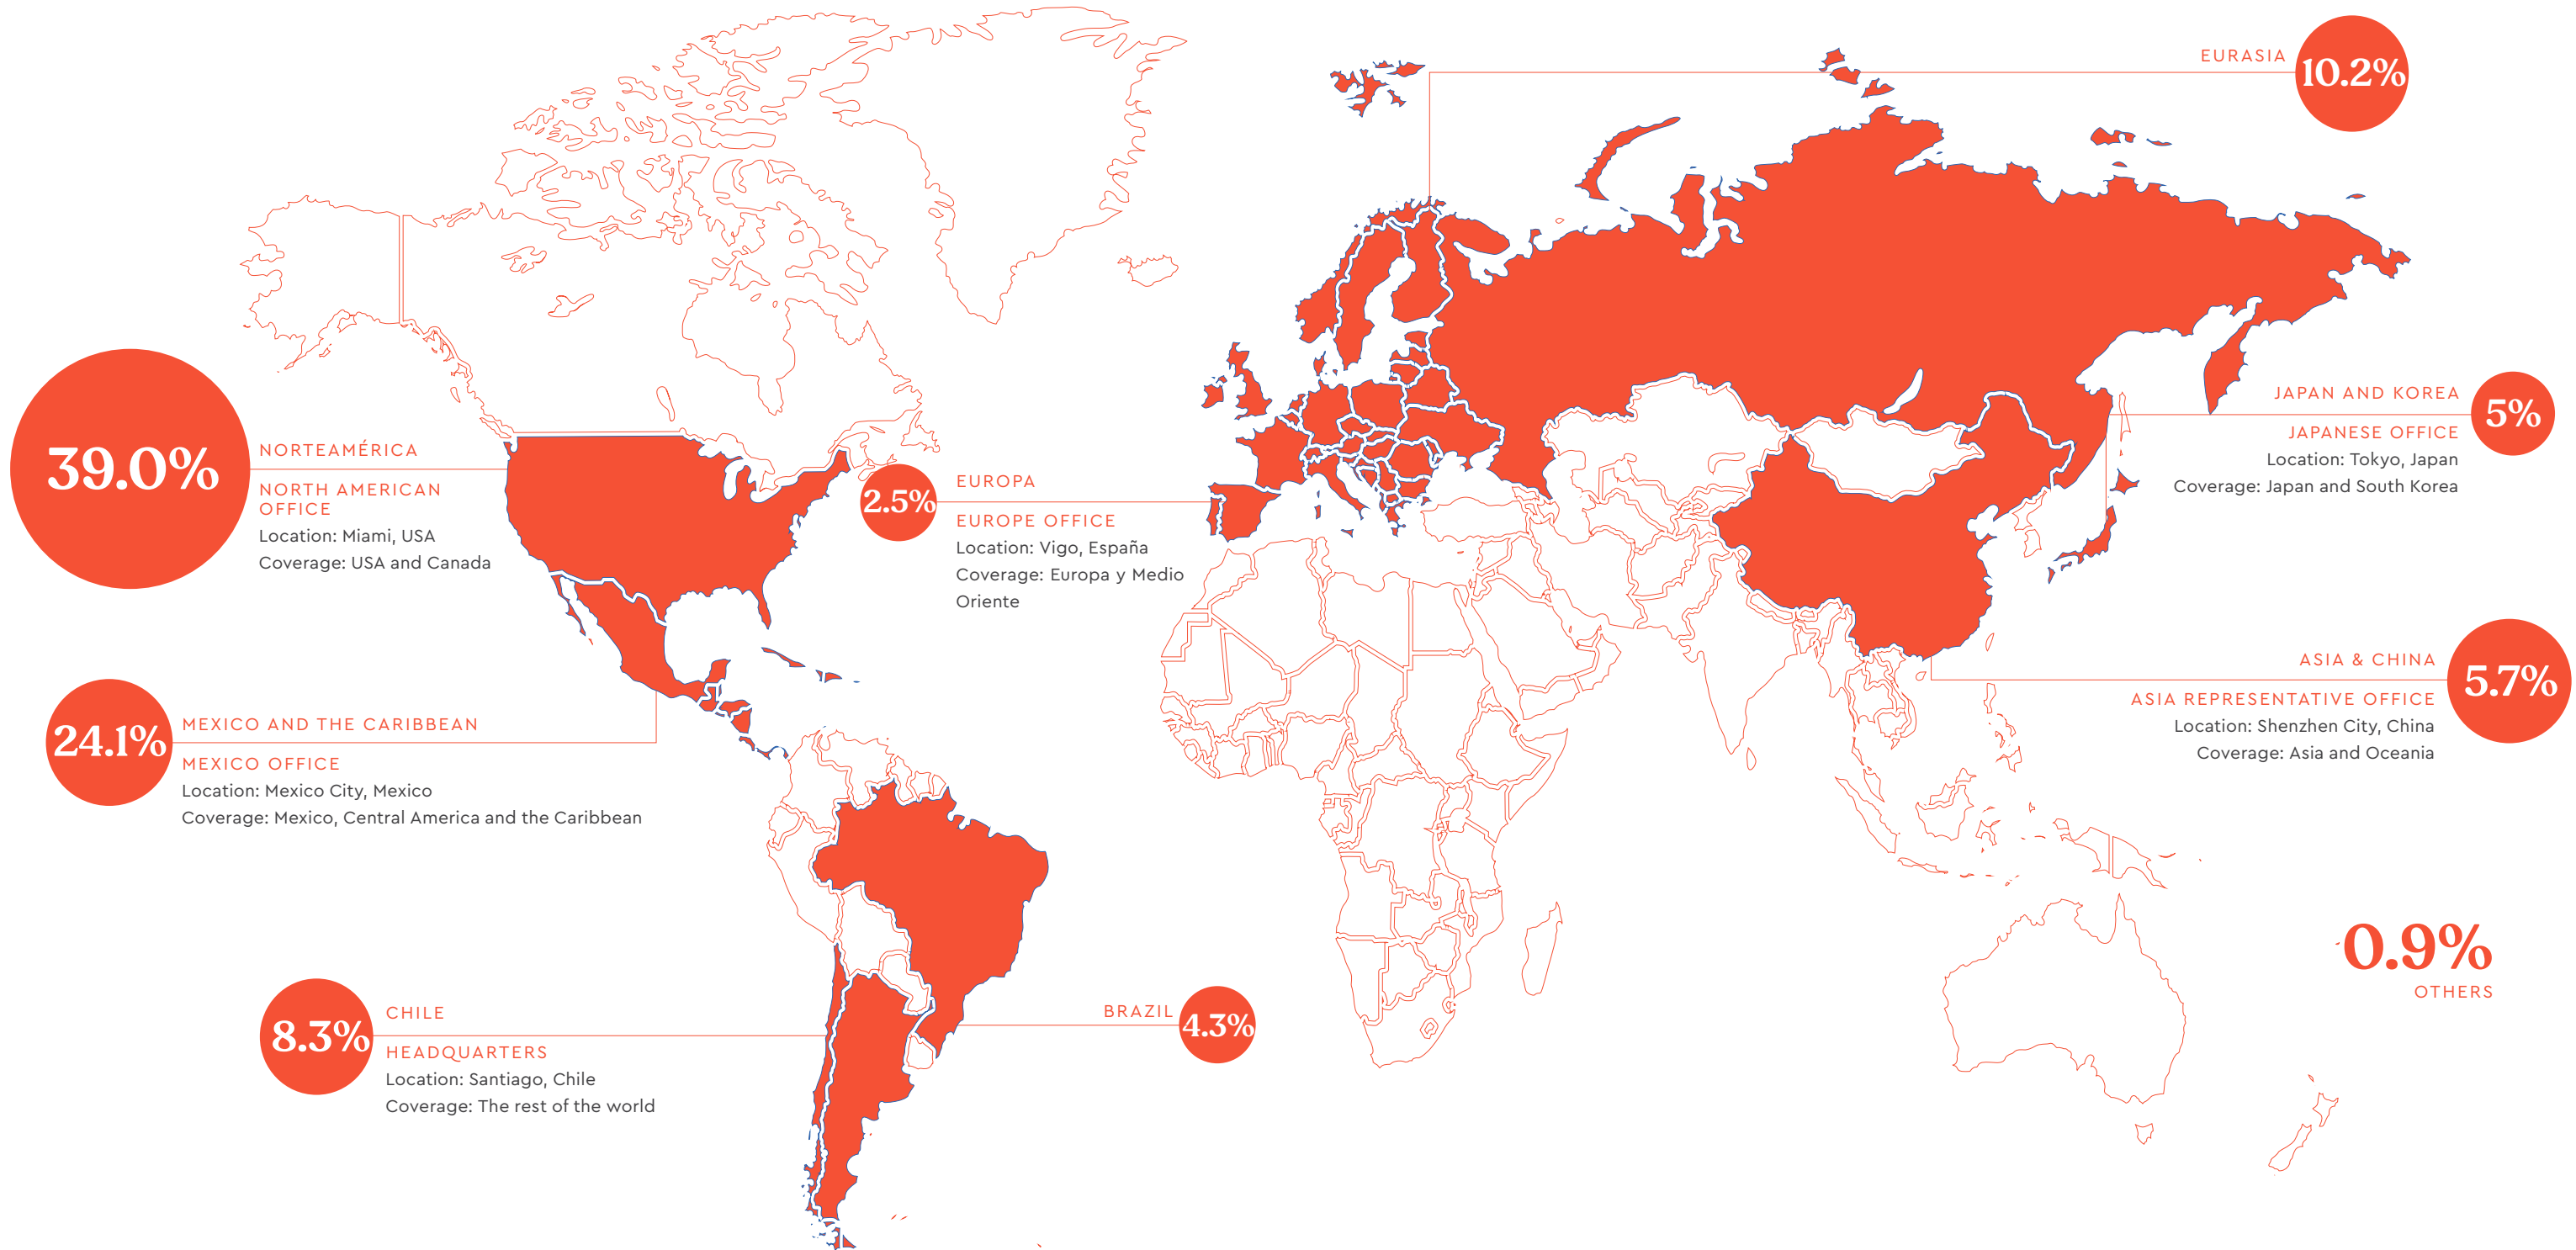 EURASIA
10.2%
39.0%
NORTEAMÉRICA
NORTH AMERICAN
OFFICE
Location: Miami, USA
Coverage: USA and Canada
2.5%
EUROPA
EUROPE OFFICE
Location: Vigo, España
Coverage: Europa y Medio
Oriente
JAPAN AND KOREA
5%
JAPANESE OFFICE
Location: Tokyo, Japan
Coverage: Japan and South Korea
24.1%
MEXICO AND THE CARIBBEAN
MEXICO OFFICE
Location: Mexico City, Mexico
Coverage: Mexico, Central America and the Caribbean
ASIA & CHINA
5.7%
ASIA REPRESENTATIVE OFFICE
Location: Shenzhen City, China
Coverage: Asia and Oceania
8.3%
CHILE
HEADQUARTERS
Location: Santiago, Chile
Coverage: The rest of the world
BRAZIL
4.3%
0.9%
OTHERS